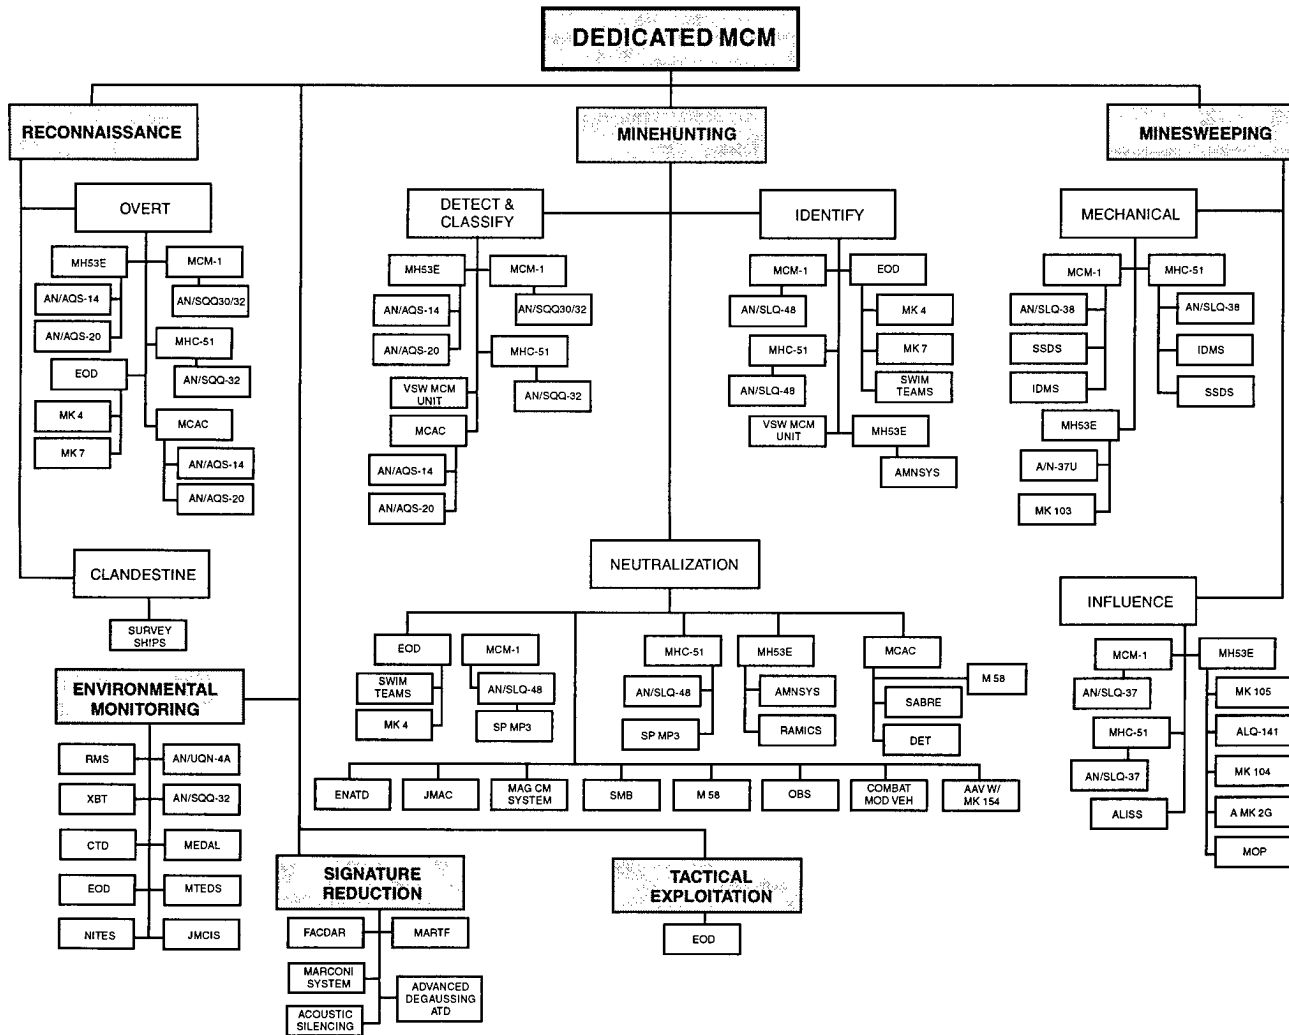 DEDICATED MCM
RECONNAISSANCE
OVERT
MH53E
AN/AQS-14
AN/AQS-20
EOD
MK 4
MK 7
MCM-1
AN/SQQ30/32
MHC-51
AN/SQQ-32
MCAC
AN/AQS-14
AN/AQS-20
CLANDESTINE
SURVEY
SHIPS
MINEHUNTING
DETECT &
CLASSIFY
MH53E
AN/AQS-14
AN/AQS-20
VSW MCM
UNIT
MCAC
AN/AQS-14
AN/AQS-20
MCM-1
AN/SQQ30/32
MHC-51
AN/SQQ-32
IDENTIFY
MCM-1
AN/SLQ-48
MHC-51
AN/SLQ-48
VSW MCM
UNIT
EOD
MK 4
MK 7
SWIM
TEAMS
MH53E
AMNSYS
NEUTRALIZATION
EOD
SWIM
TEAMS
MK 4
MCM-1
AN/SLQ-48
SP MP3
MHC-51
AN/SLQ-48
SP MP3
MH53E
AMNSYS
RAMICS
MCAC
M 58
SABRE
DET
ENATD
JMAC
MAG CM
SYSTEM
SMB
M 58
OBS
COMBAT
MOD VEH
AAV W/
MK 154
MINESWEEPING
MECHANICAL
MCM-1
AN/SLQ-38
SSDS
IDMS
MH53E
A/N-37U
MK 103
MHC-51
AN/SLQ-38
IDMS
SSDS
INFLUENCE
MCM-1
AN/SLQ-37
MHC-51
AN/SLQ-37
ALISS
MH53E
MK 105
ALQ-141
MK 104
A MK 2G
MOP
ENVIRONMENTAL
MONITORING
RMS
AN/UQN-4A
XBT
AN/SQQ-32
CTD
MEDAL
EOD
MTEDS
NITES
JMCIS
SIGNATURE
REDUCTION
FACDAR
MARTF
MARCONI
SYSTEM
ADVANCED
DEGAUSSING
ATD
ACOUSTIC
SILENCING
TACTICAL
EXPLOITATION
EOD